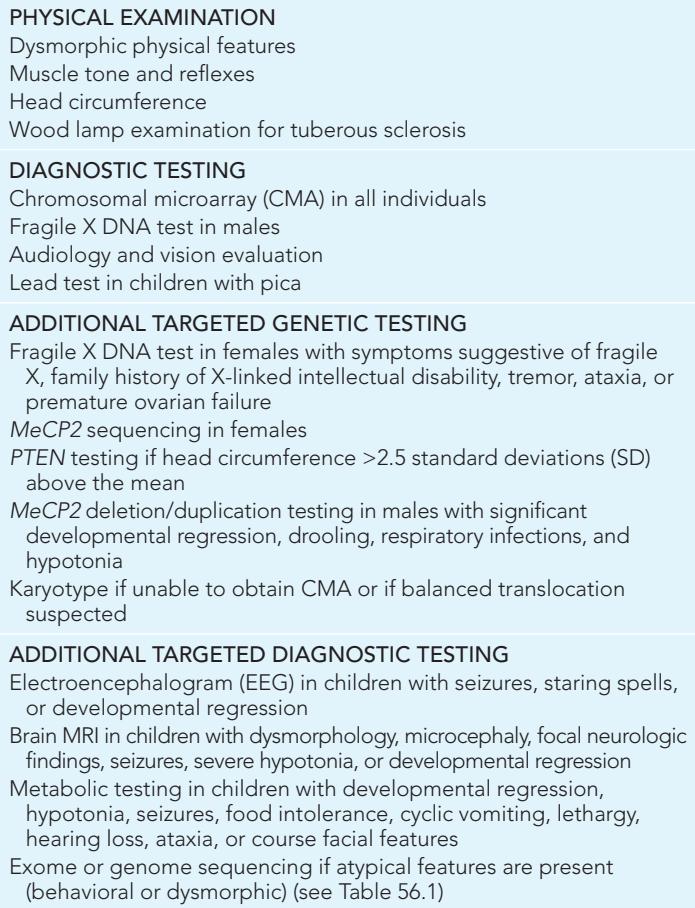 PHYSICAL EXAMINATION
Dysmorphic physical features
Muscle tone and reflexes
Head circumference
Wood lamp examination for tuberous sclerosis
DIAGNOSTIC TESTING
Chromosomal microarray (CMA) in all individuals
Fragile X DNA test in males
Audiology and vision evaluation
Lead test in children with pica
ADDITIONAL TARGETED GENETIC TESTING
Fragile X DNA test in females with symptoms suggestive of fragile
X, family history of X-linked intellectual disability, tremor, ataxia, or
premature ovarian failure
MeCP2 sequencing in females
PTEN testing if head circumference >2.5 standard deviations (SD)
above the mean
MeCP2 deletion/duplication testing in males with significant
developmental regression, drooling, respiratory infections, and
hypotonia
Karyotype if unable to obtain CMA or if balanced translocation
suspected
ADDITIONAL TARGETED DIAGNOSTIC TESTING
Electroencephalogram (EEG) in children with seizures, staring spells,
or developmental regression
Brain MRI in children with dysmorphology, microcephaly, focal neurologic
findings, seizures, severe hypotonia, or developmental regression
Metabolic testing in children with developmental regression,
hypotonia, seizures, food intolerance, cyclic vomiting, lethargy,
hearing loss, ataxia, or course facial features
Exome or genome sequencing if atypical features are present
(behavioral or dysmorphic) (see Table 56.1)